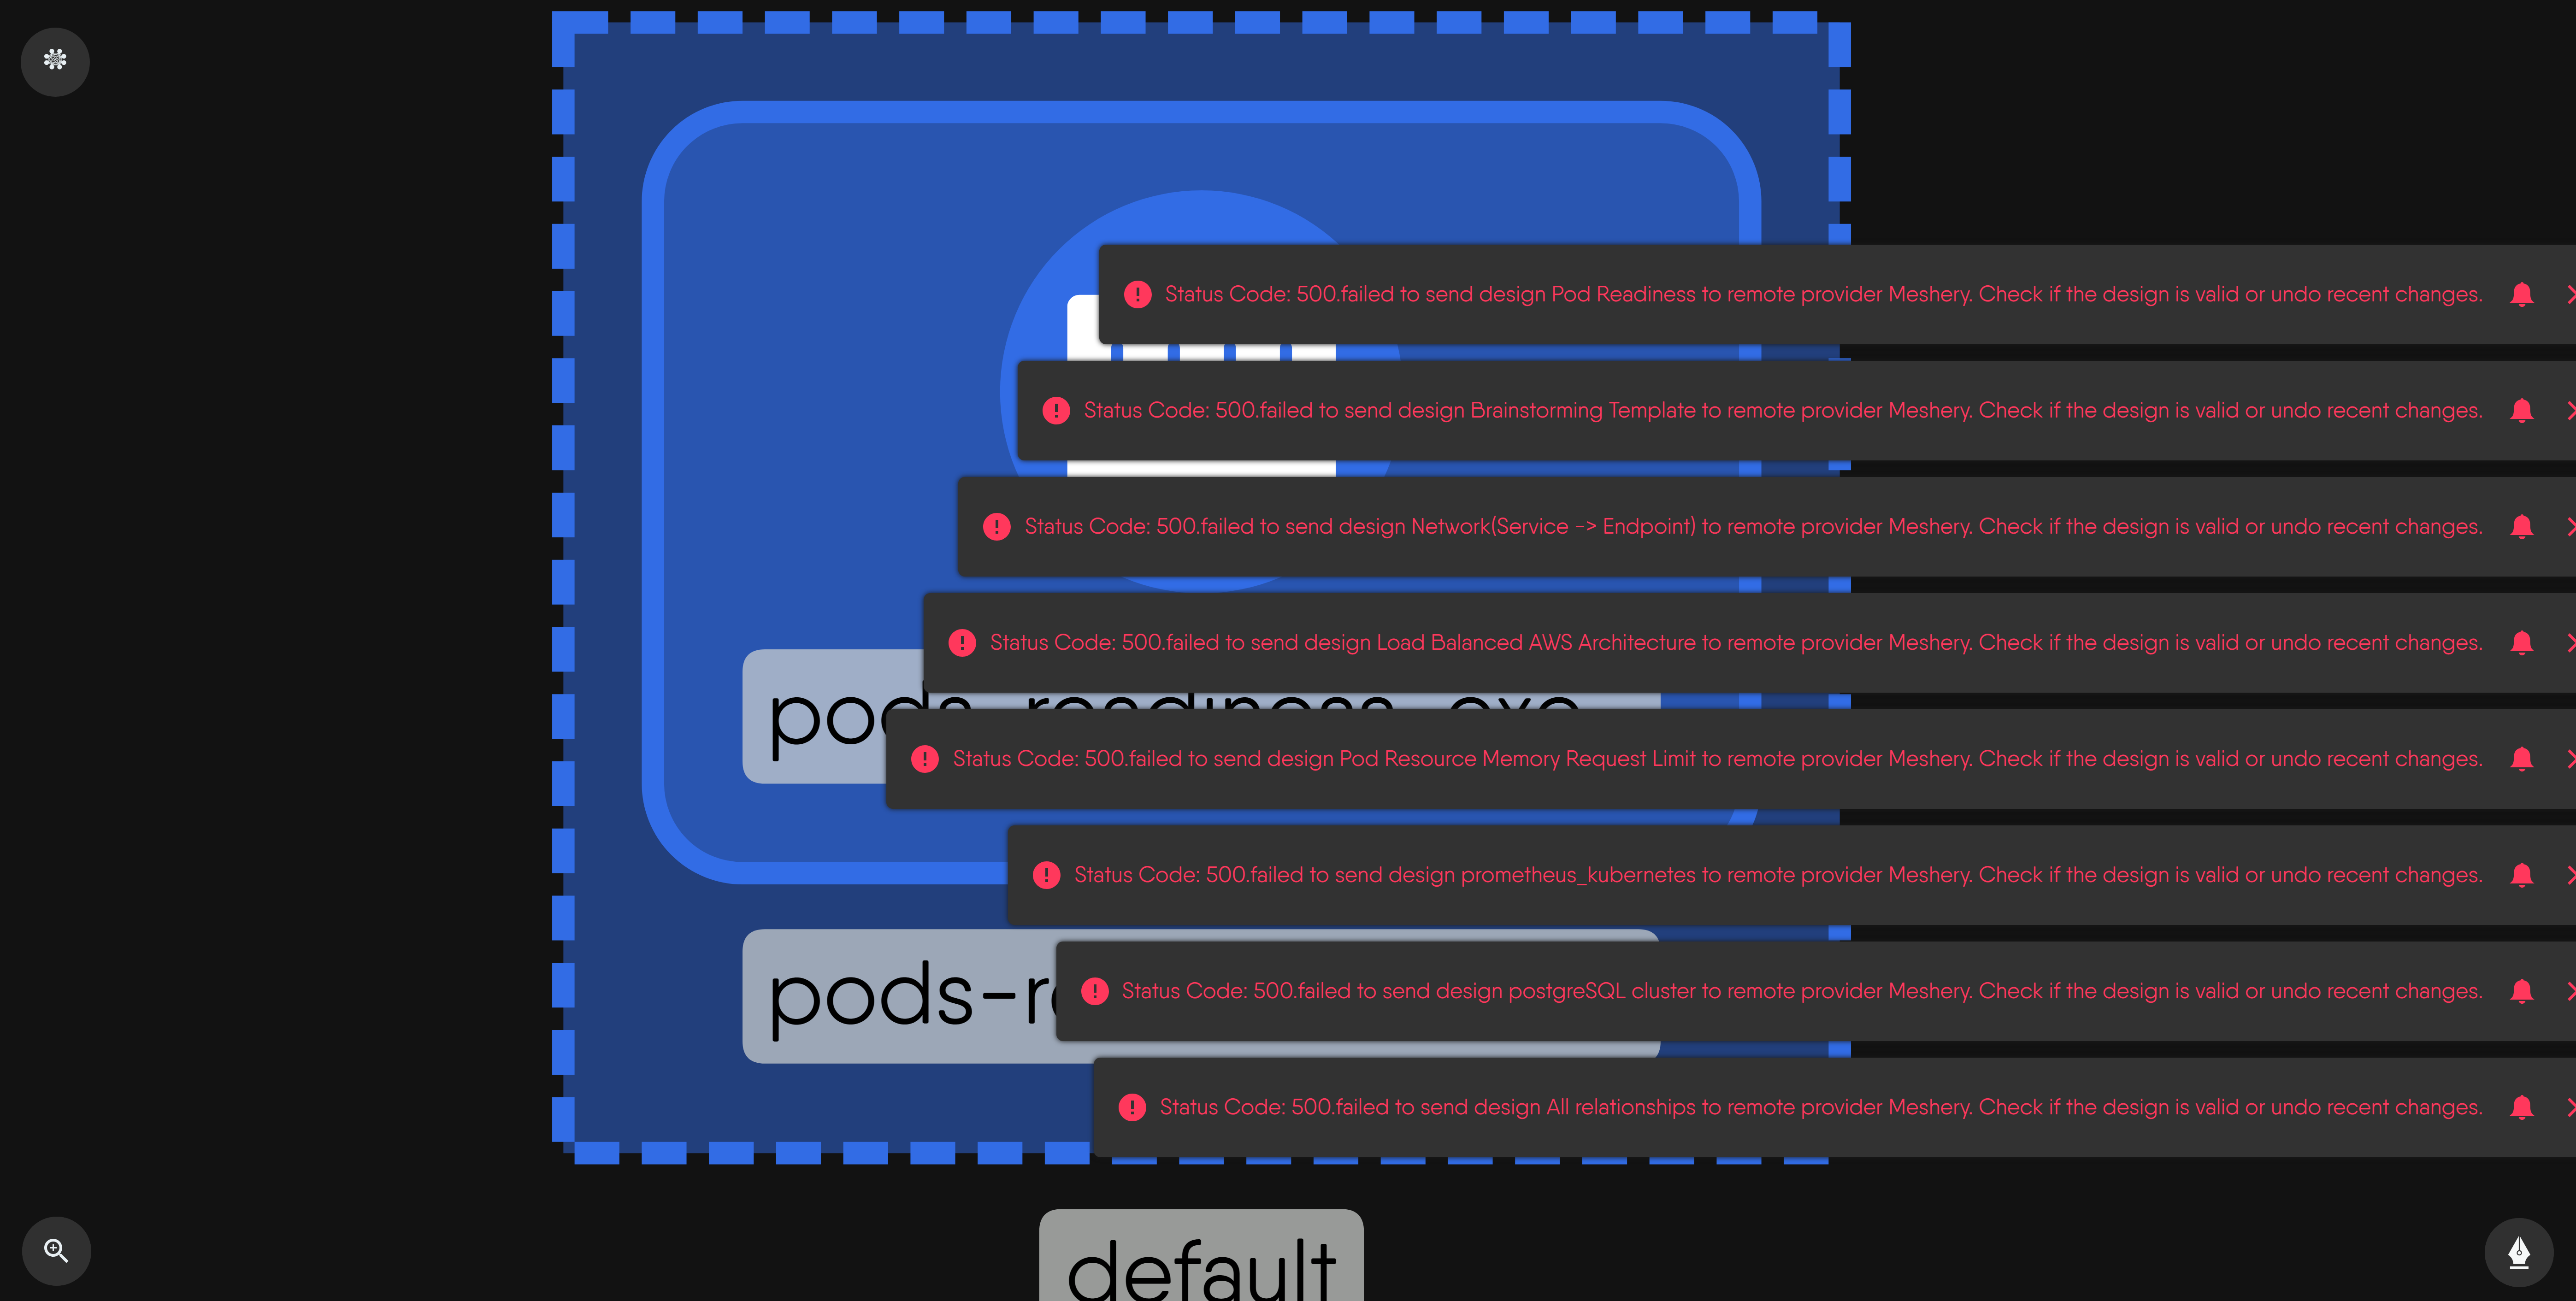 Status Code: 500.failed to send design Pod Readiness to remote provider Meshery. Check if the design is valid or undo recent changes.
Status Code: 500.failed to send design Brainstorming Template to remote provider Meshery. Check if the design is valid or undo recent changes.
Status Code: 500.failed to send design Network(Service -> Endpoint) to remote provider Meshery. Check if the design is valid or undo recent changes.
Status Code: 500.failed to send design Load Balanced AWS Architecture to remote provider Meshery. Check if the design is valid or undo recent changes.
Status Code: 500.failed to send design Pod Resource Memory Request Limit to remote provider Meshery. Check if the design is valid or undo recent changes.
Status Code: 500.failed to send design prometheus_kubernetes to remote provider Meshery. Check if the design is valid or undo recent changes.
Status Code: 500.failed to send design postgreSQL cluster to remote provider Meshery. Check if the design is valid or undo recent changes.
Status Code: 500.failed to send design All relationships to remote provider Meshery. Check if the design is valid or undo recent changes.
default